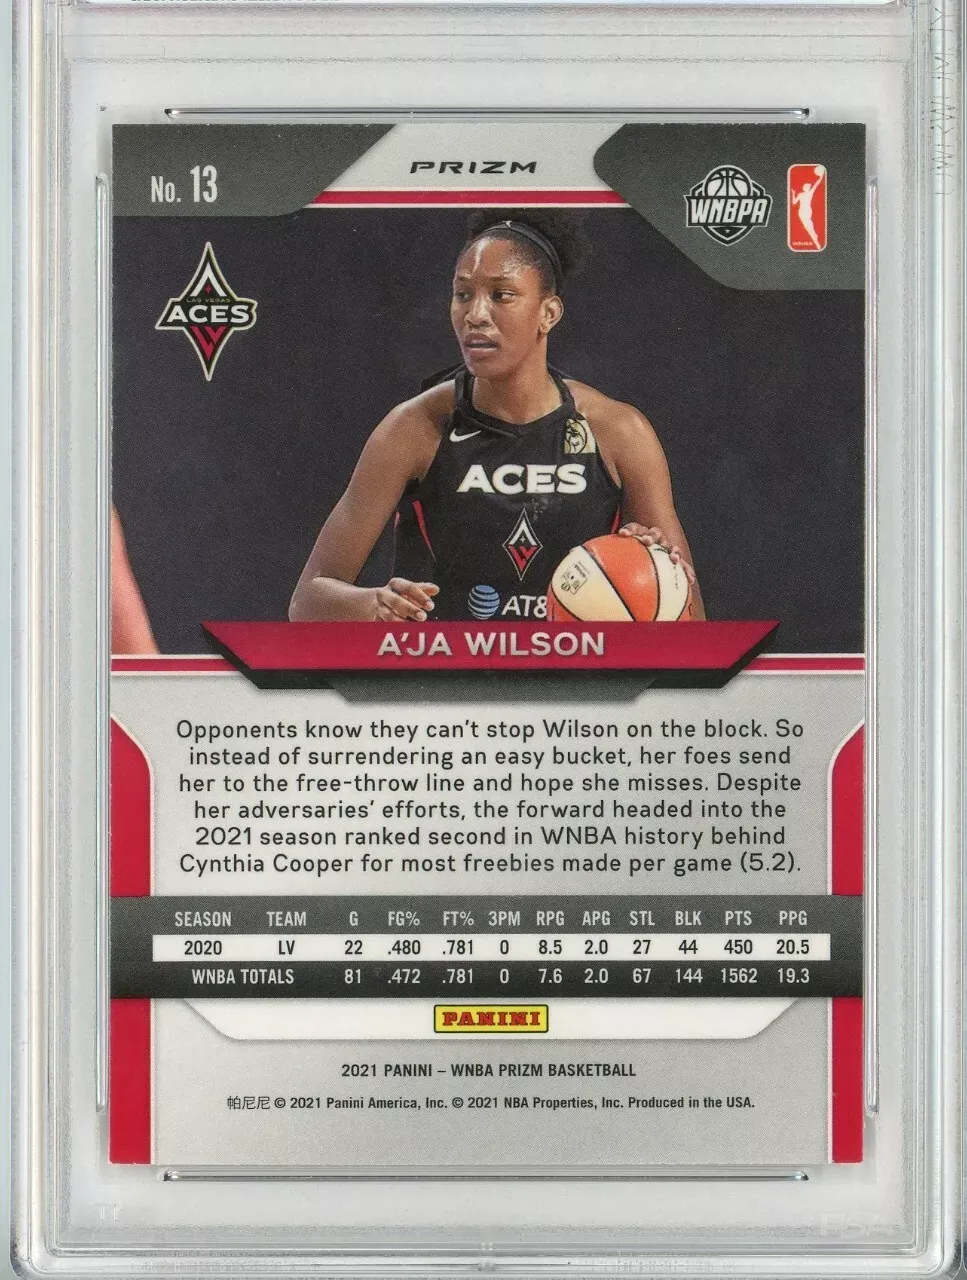 No. 13
PRIZM
WNBPA
WNBA
LAS VEGAS
ACES
ACES
AT&
A'JA WILSON
Opponents know they can't stop Wilson on the block. So
instead of surrendering an easy bucket, her foes send
her to the free-throw line and hope she misses. Despite
her adversaries' efforts, the forward headed into the
2021 season ranked second in WNBA history behind
Cynthia Cooper for most freebies made per game (5.2).
SEASON TEAM G FG% FT% 3PM RPG APG STL BLK PTS PPG
2020 LV 22 .480 .781 0 8.5 2.0 27 44 450 20.5
WNBA TOTALS 81 .472 .781 0 7.6 2.0 67 144 1562 19.3
PANINI
2021 PANINI – WNBA PRIZM BASKETBALL
帕尼尼 © 2021 Panini America, Inc. © 2021 NBA Properties, Inc. Produced in the USA.